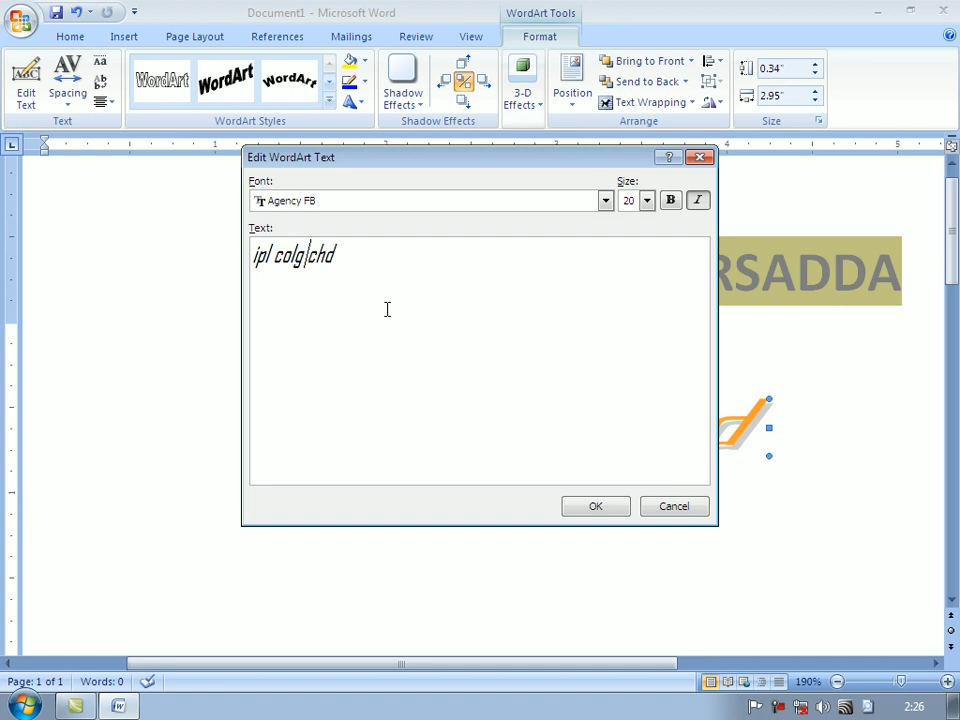 Document1 - Microsoft Word
WordArt Tools
Home
Insert
Page Layout
References
Mailings
Review
View
Format
Edit Text
Spacing
Text
WordArt
WordArt
WordArt
WordArt Styles
Shadow Effects
Shadow Effects
3-D Effects
Position
Bring to Front
Send to Back
Text Wrapping
Arrange
0.34"
2.95"
Size
1
4
5
Edit WordArt Text
Font:
Size:
Agency FB
20
B
I
Text:
ipl colg chd
OK
Cancel
RSADDA
d
Page: 1 of 1
Words: 0
190%
2:26